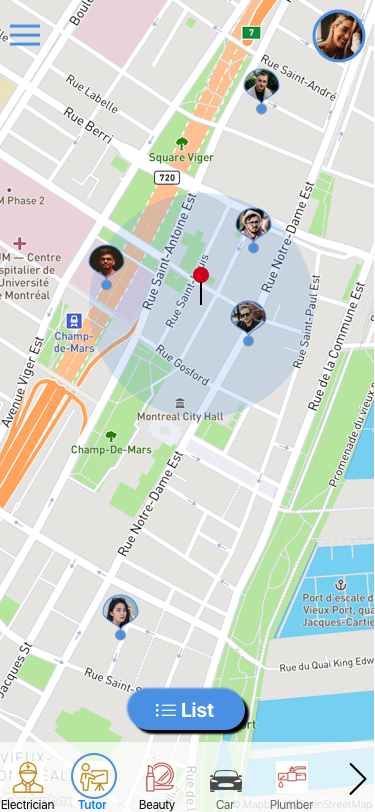 7
Rue Saint-André
Rue Labelle
Rue Berri
Square Viger
720
M Phase 2
Rue Saint-Antoine Est
Rue Notre-Dame Est
UM — Centre
spitalier de
Université
e Montréal
Rue Saint-Paul Est
Rue de la Commune Est
Champ-
de-Mars
Avenue Viger Est
Rue Gosford
Montreal City Hall
Champ-De-Mars
Promenade du vieux
Rue Notre-Dame Est
Port d'escale d
Vieux Port, qua
Jacques-Cartie
Jacques St
Rue du Quai King Edw
Rue Saint-S
List
VIEUX-
Electrician
Tutor
Beauty
Car
Plumber